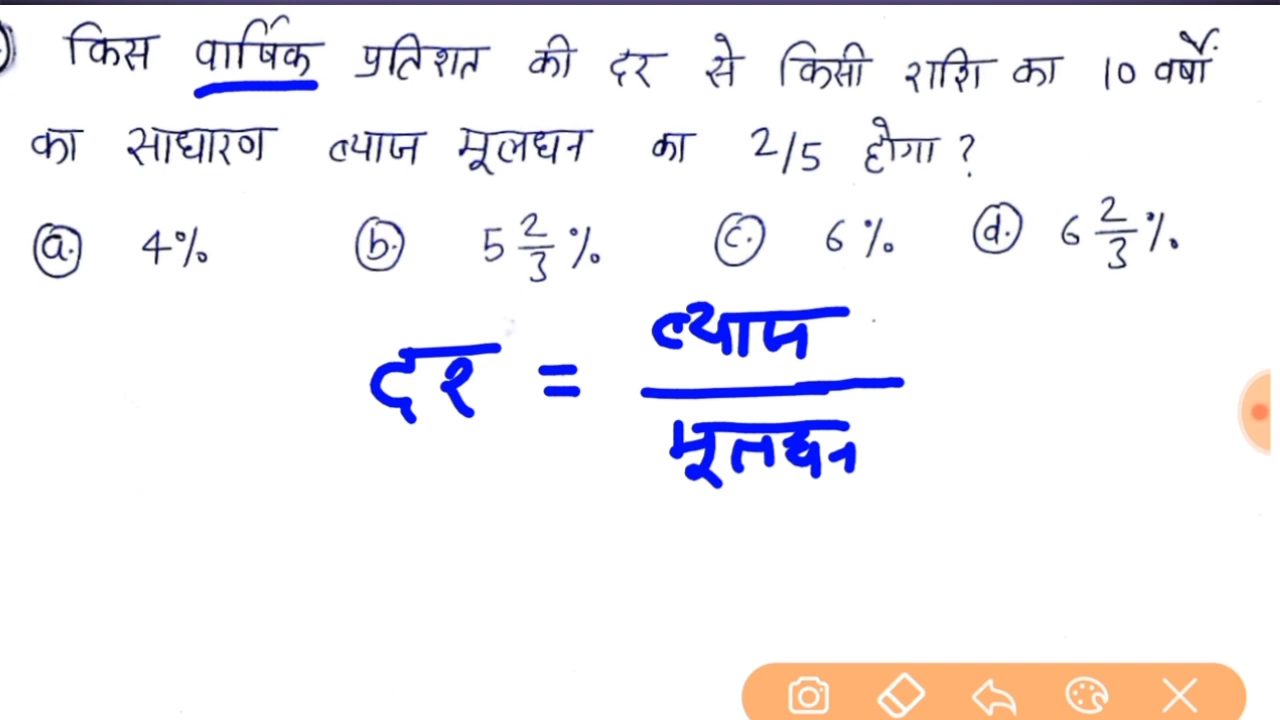 किस वार्षिक प्रतिशत की दर से किसी राशि का 10 वर्षों
का साधारण ब्याज मूलधन का 2/5 होगा ?
(a.) 4% (b.) 5 2/3 % (c.) 6 % (d.) 6 2/3 %
दर = ब्याज / मूलधन